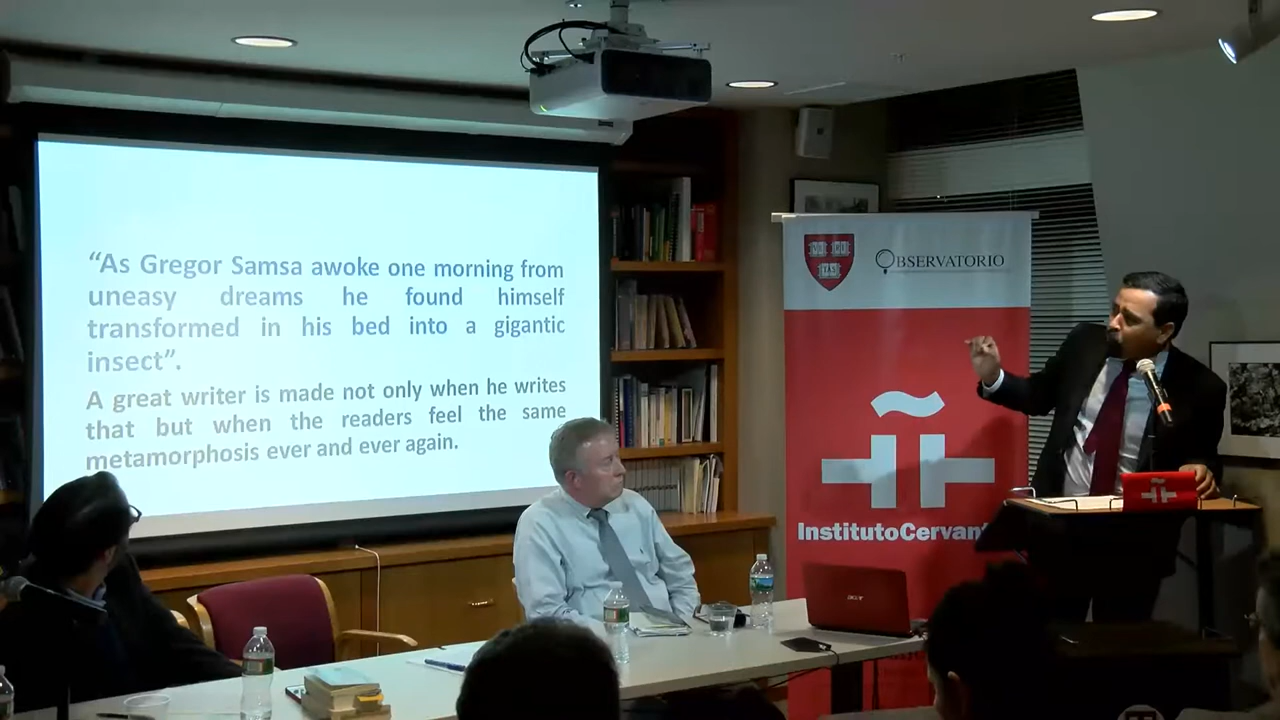 “As Gregor Samsa awoke one morning from
uneasy dreams he found himself
transformed in his bed into a gigantic
insect”.
A great writer is made not only when he writes
that but when the readers feel the same
metamorphosis ever and ever again.
OBSERVATORIO
InstitutoCervant
acer